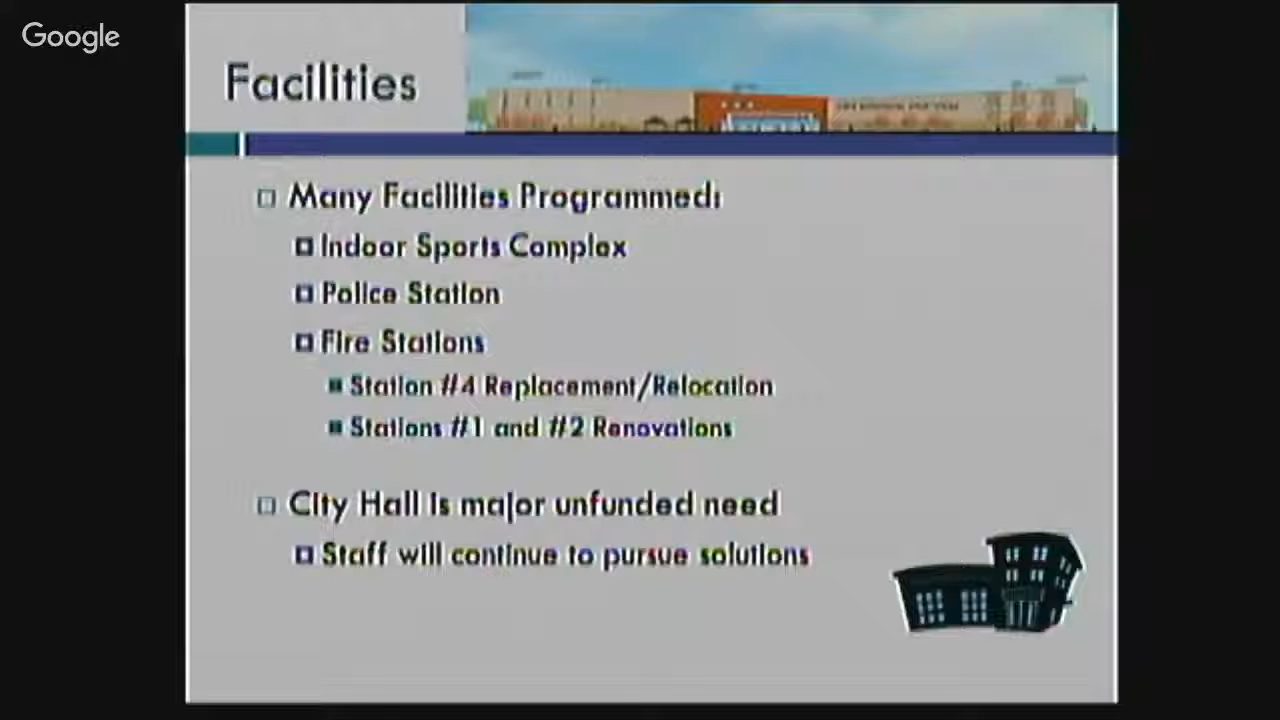 Google
Facilities
Many Facilities Programmed:
Indoor Sports Complex
Police Station
Fire Stations
Station #4 Replacement/Relocation
Stations #1 and #2 Renovations
City Hall is major unfunded need
Staff will continue to pursue solutions